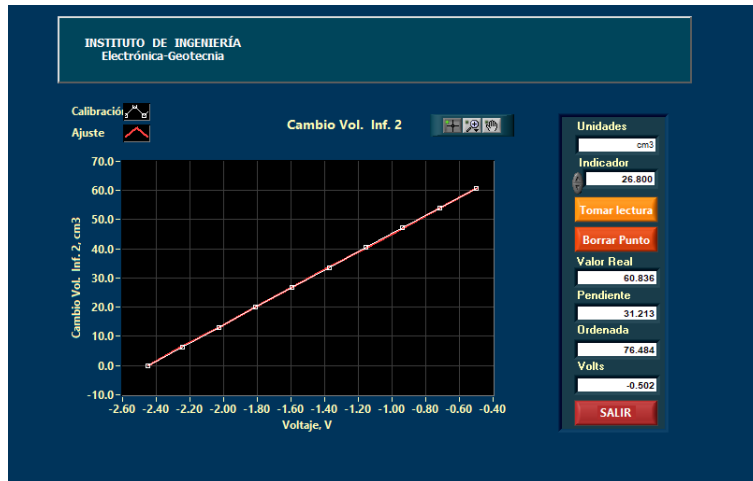 INSTITUTO DE INGENIERÍA
Electrónica-Geotecnia
Calibración
Ajuste
Cambio Vol. Inf. 2
70.0
60.0
50.0
40.0
30.0
20.0
10.0
0.0
-10.0
Cambio Vol. Inf. 2, cm3
-2.60 -2.40 -2.20 -2.00 -1.80 -1.60 -1.40 -1.20 -1.00 -0.80 -0.60 -0.40
Voltaje, V
Unidades
cm3
Indicador
26.800
Tomar lectura
Borrar Punto
Valor Real
60.836
Pendiente
31.213
Ordenada
76.484
Volts
-0.502
SALIR